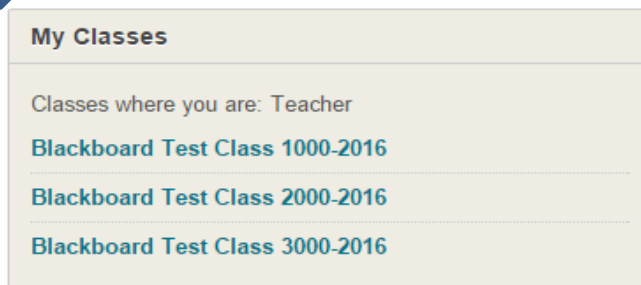 My Classes
Classes where you are: Teacher
Blackboard Test Class 1000-2016
Blackboard Test Class 2000-2016
Blackboard Test Class 3000-2016